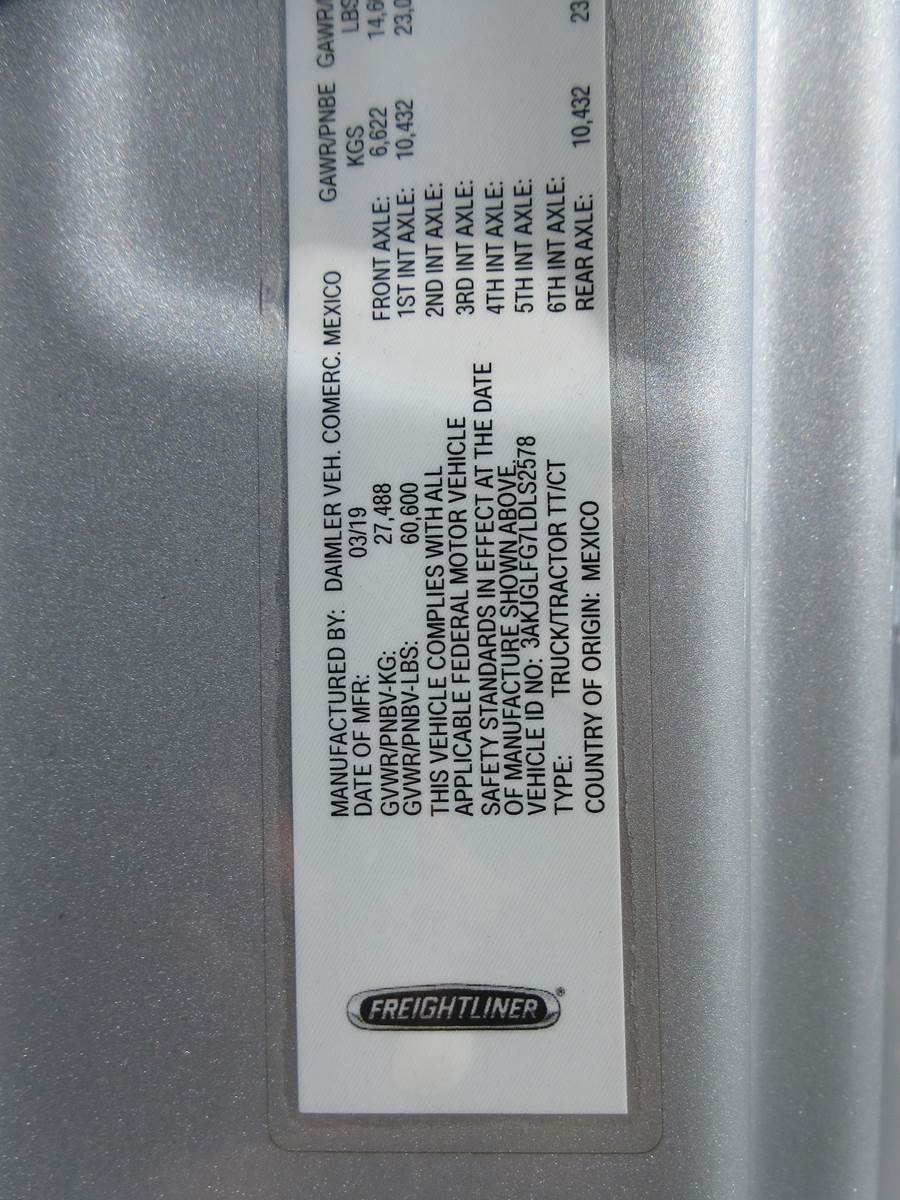 FREIGHTLINER®
MANUFACTURED BY: DAIMLER VEH. COMERC. MEXICO
DATE OF MFR: 03/19
GVWR/PNBV-KG: 27,488
GVWR/PNBV-LBS: 60,600
THIS VEHICLE COMPLIES WITH ALL
APPLICABLE FEDERAL MOTOR VEHICLE
SAFETY STANDARDS IN EFFECT AT THE DATE
OF MANUFACTURE SHOWN ABOVE.
VEHICLE ID NO: 3AKJGLFG7LDLS2578
TYPE: TRUCK/TRACTOR TT/CT
COUNTRY OF ORIGIN: MEXICO
GAWR/PNBE
KGS LBS
FRONT AXLE: 6,622
1ST INT AXLE: 10,432
2ND INT AXLE:
3RD INT AXLE:
4TH INT AXLE:
5TH INT AXLE:
6TH INT AXLE:
REAR AXLE: 10,432